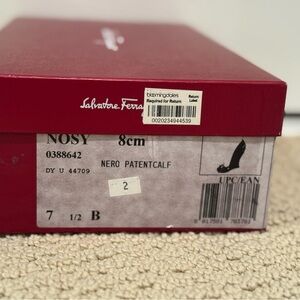 Salvatore Ferra
bloomingdales
Required for Return
Return
Label
0020234944539
NOSY 8cm
0388642
NERO PATENTCALF
DY U 44709
2
UPC/EAN
7 1/2 B